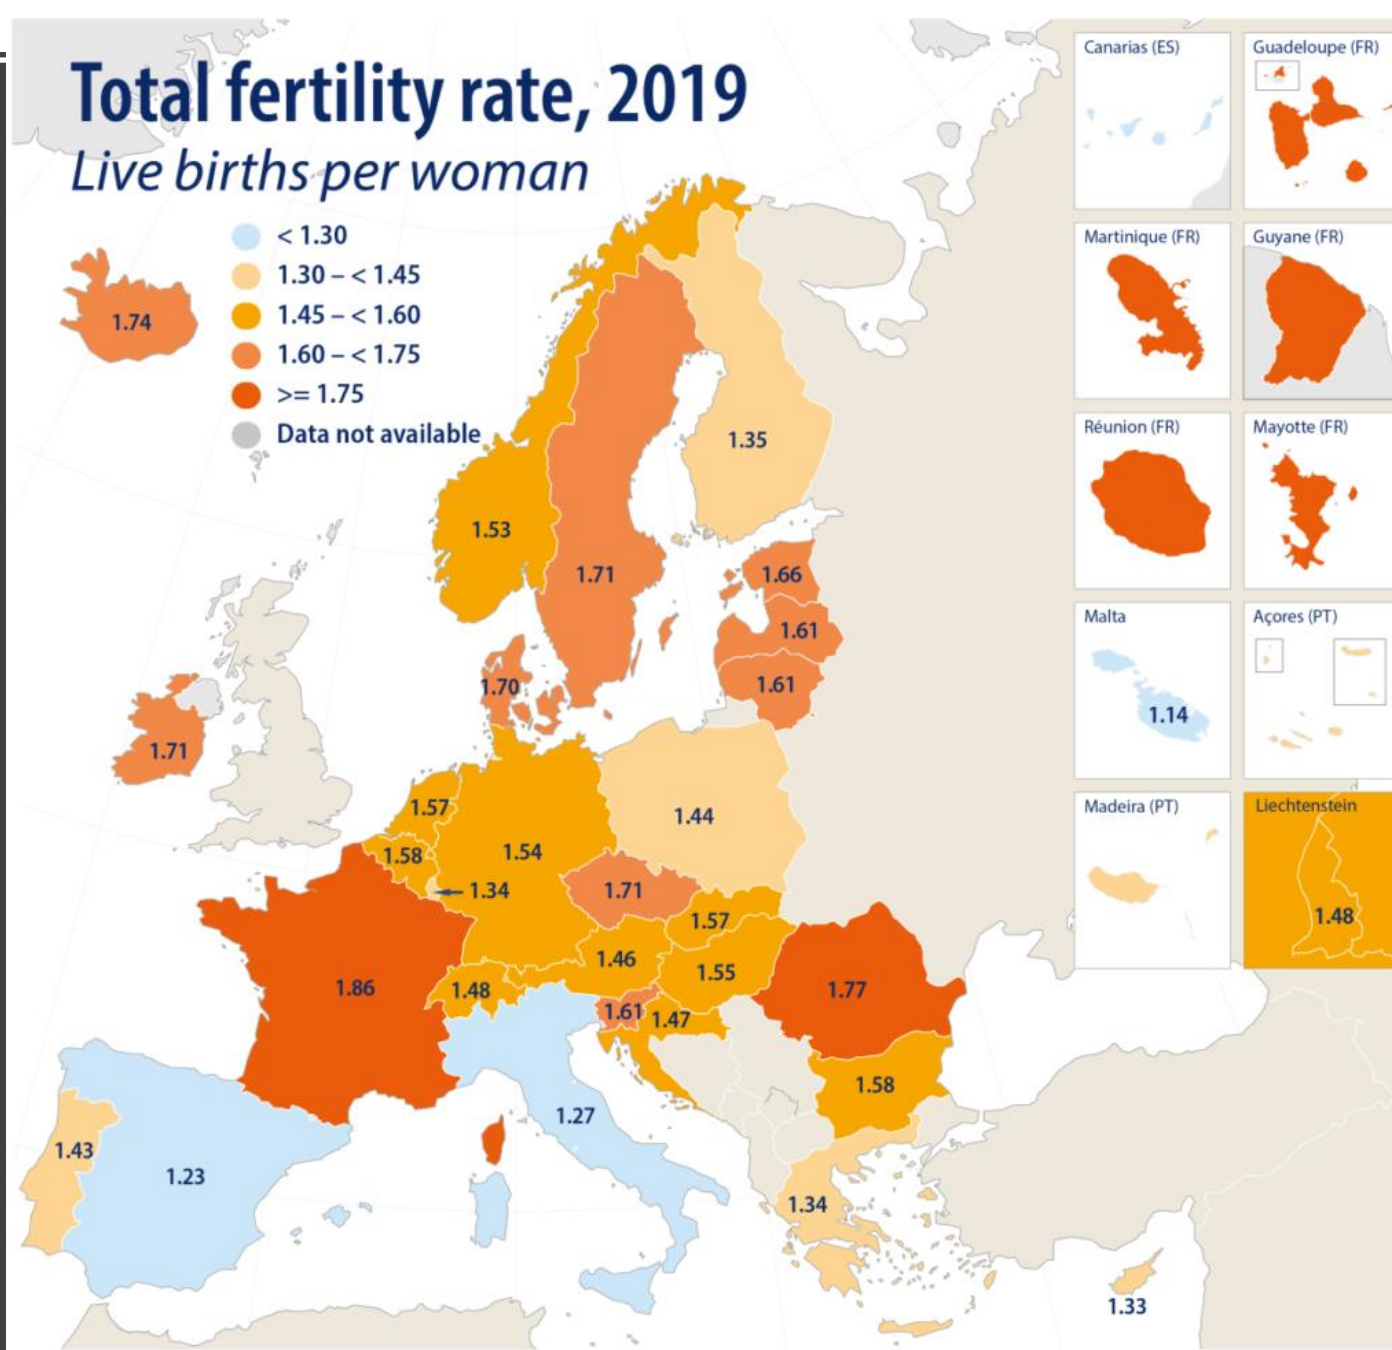 Total fertility rate, 2019
Live births per woman
< 1.30
1.30 – < 1.45
1.45 – < 1.60
1.60 – < 1.75
>= 1.75
Data not available
Canarias (ES)
Guadeloupe (FR)
Martinique (FR)
Guyane (FR)
Réunion (FR)
Mayotte (FR)
Malta
1.14
Açores (PT)
Madeira (PT)
Liechtenstein
1.48
1.74
1.35
1.53
1.71
1.66
1.61
1.61
1.70
1.71
1.57
1.44
1.58
1.54
1.34
1.71
1.57
1.46
1.55
1.86
1.48
1.77
1.61
1.47
1.58
1.27
1.43
1.23
1.34
1.33